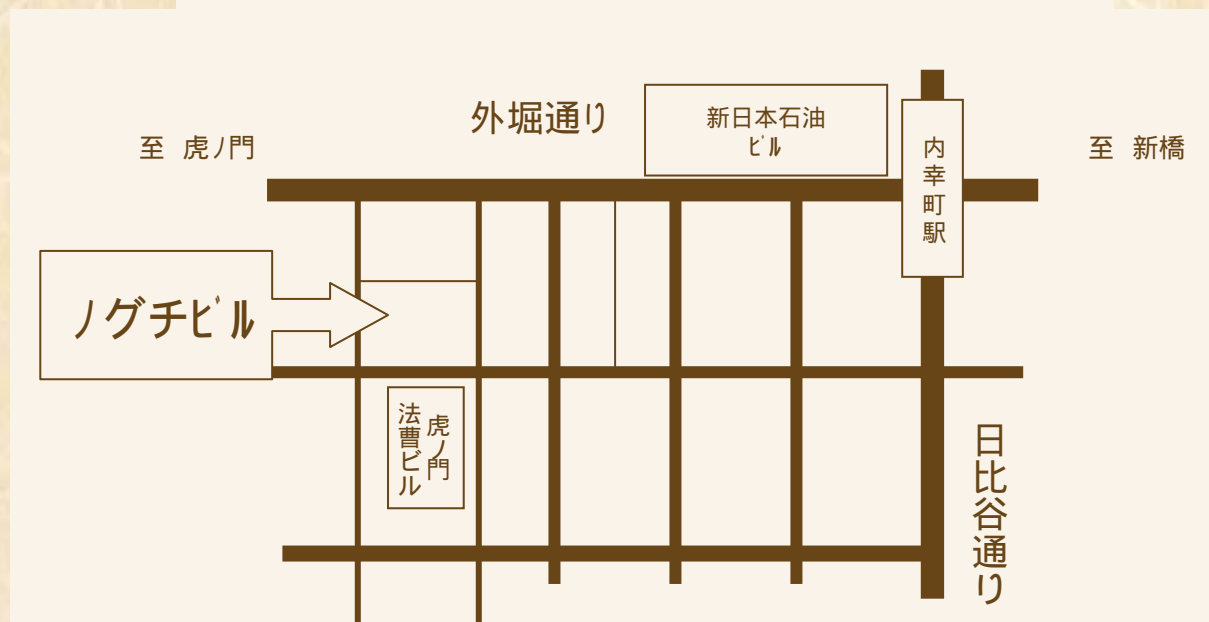 外堀通り
新日本石油
ビル
至 虎ノ門
内幸町駅
至 新橋
ノグチビル
虎ノ門
法曹ビル
日比谷通り